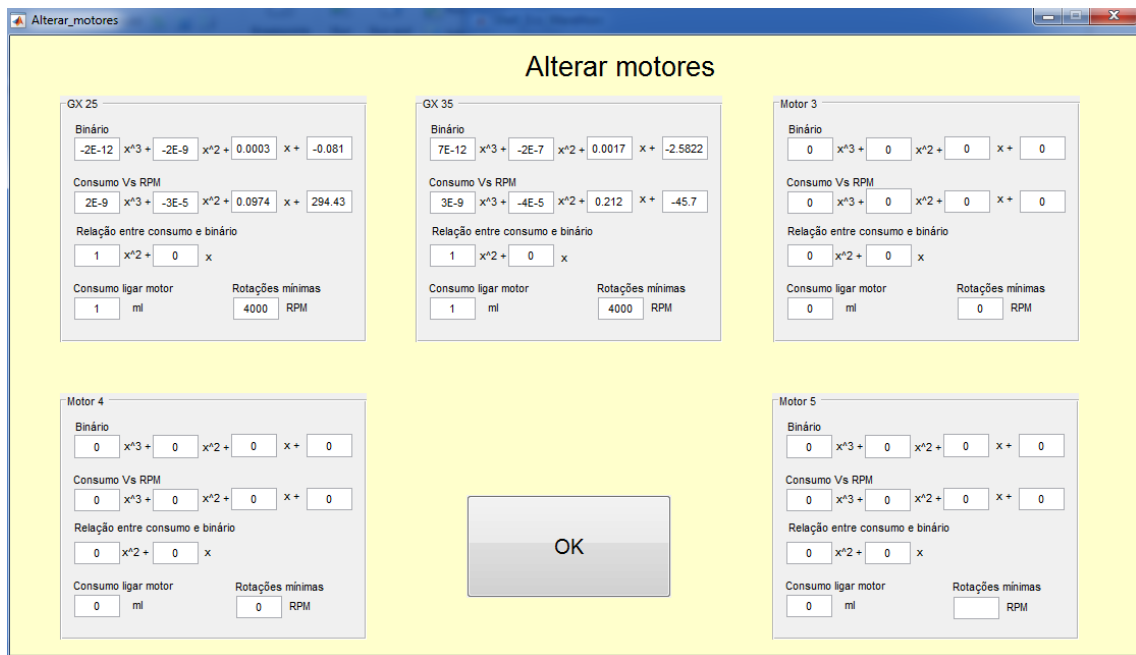 Alterar_motores
Alterar motores
GX 25
Binário
-2E-12 x^3 + -2E-9 x^2 + 0.0003 x + -0.081
Consumo Vs RPM
2E-9 x^3 + -3E-5 x^2 + 0.0974 x + 294.43
Relação entre consumo e binário
1 x^2 + 0 x
Consumo ligar motor Rotações mínimas
1 ml 4000 RPM
GX 35
Binário
7E-12 x^3 + -2E-7 x^2 + 0.0017 x + -2.5822
Consumo Vs RPM
3E-9 x^3 + -4E-5 x^2 + 0.212 x + -45.7
Relação entre consumo e binário
1 x^2 + 0 x
Consumo ligar motor Rotações mínimas
1 ml 4000 RPM
Motor 3
Binário
0 x^3 + 0 x^2 + 0 x + 0
Consumo Vs RPM
0 x^3 + 0 x^2 + 0 x + 0
Relação entre consumo e binário
0 x^2 + 0 x
Consumo ligar motor Rotações mínimas
0 ml 0 RPM
Motor 4
Binário
0 x^3 + 0 x^2 + 0 x + 0
Consumo Vs RPM
0 x^3 + 0 x^2 + 0 x + 0
Relação entre consumo e binário
0 x^2 + 0 x
Consumo ligar motor Rotações mínimas
0 ml 0 RPM
OK
Motor 5
Binário
0 x^3 + 0 x^2 + 0 x + 0
Consumo Vs RPM
0 x^3 + 0 x^2 + 0 x + 0
Relação entre consumo e binário
0 x^2 + 0 x
Consumo ligar motor Rotações mínimas
0 ml RPM